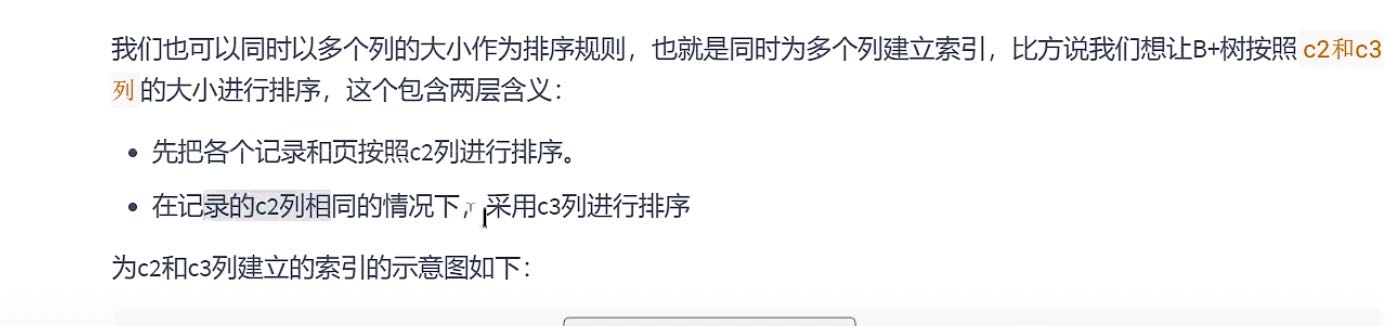 我们也可以同时以多个列的大小作为排序规则，也就是同时为多个列建立索引，比方说我们想让B+树按照 c2和c3
列 的大小进行排序，这个包含两层含义：
• 先把各个记录和页按照c2列进行排序。
• 在记录的c2列相同的情况下，采用c3列进行排序
为c2和c3列建立的索引的示意图如下：